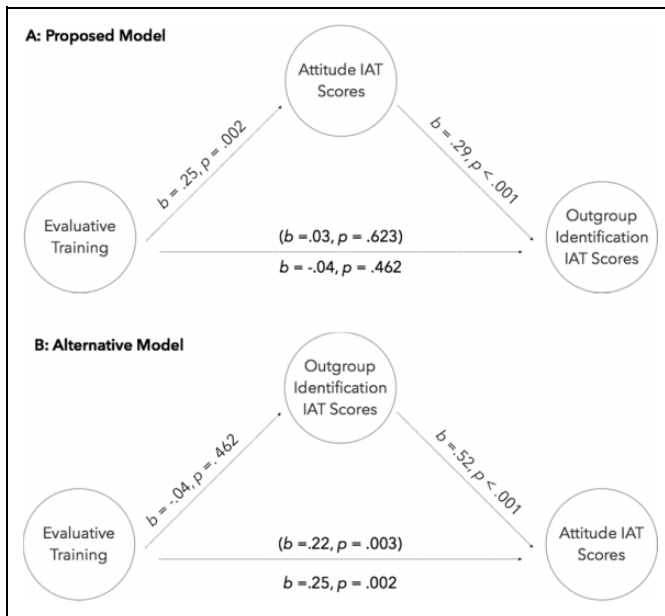 A: Proposed Model
Attitude IAT
Scores
b = .25, p = .002
b = .29, p < .001
Evaluative
Training
(b =.03, p = .623)
b = -.04, p = .462
Outgroup
Identification
IAT Scores
B: Alternative Model
Outgroup
Identification
IAT Scores
b = -.04, p = .462
b =.52, p < .001
Evaluative
Training
(b =.22, p = .003)
b =.25, p = .002
Attitude IAT
Scores